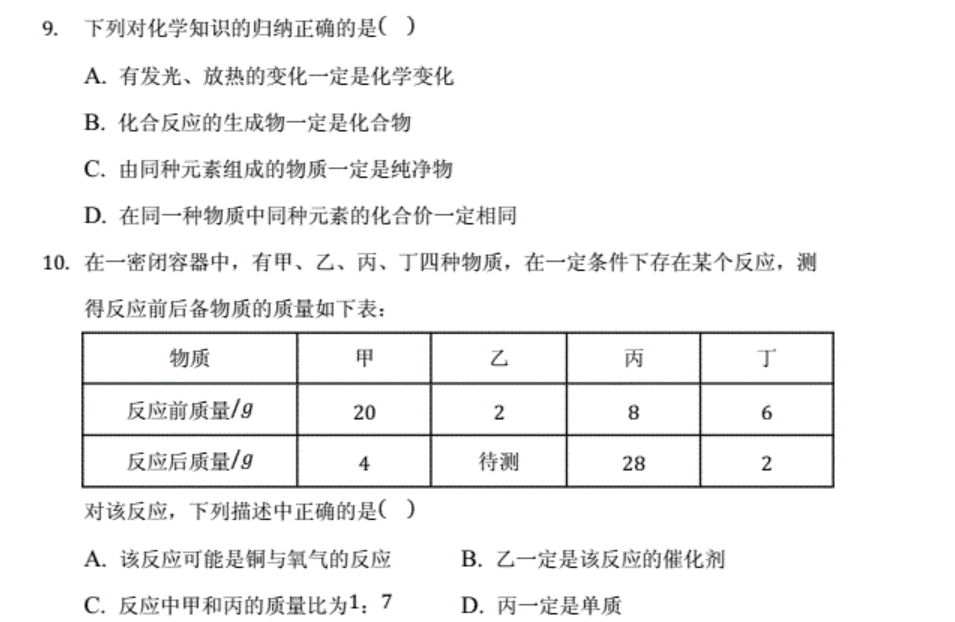 9. 下列对化学知识的归纳正确的是( )
A. 有发光、放热的变化一定是化学变化
B. 化合反应的生成物一定是化合物
C. 由同种元素组成的物质一定是纯净物
D. 在同一种物质中同种元素的化合价一定相同
10. 在一密闭容器中，有甲、乙、丙、丁四种物质，在一定条件下存在某个反应，测
得反应前后备物质的质量如下表：
物质 甲 乙 丙 丁
反应前质量/g 20 2 8 6
反应后质量/g 4 待测 28 2
对该反应，下列描述中正确的是( )
A. 该反应可能是铜与氧气的反应 B. 乙一定是该反应的催化剂
C. 反应中甲和丙的质量比为1：7 D. 丙一定是单质